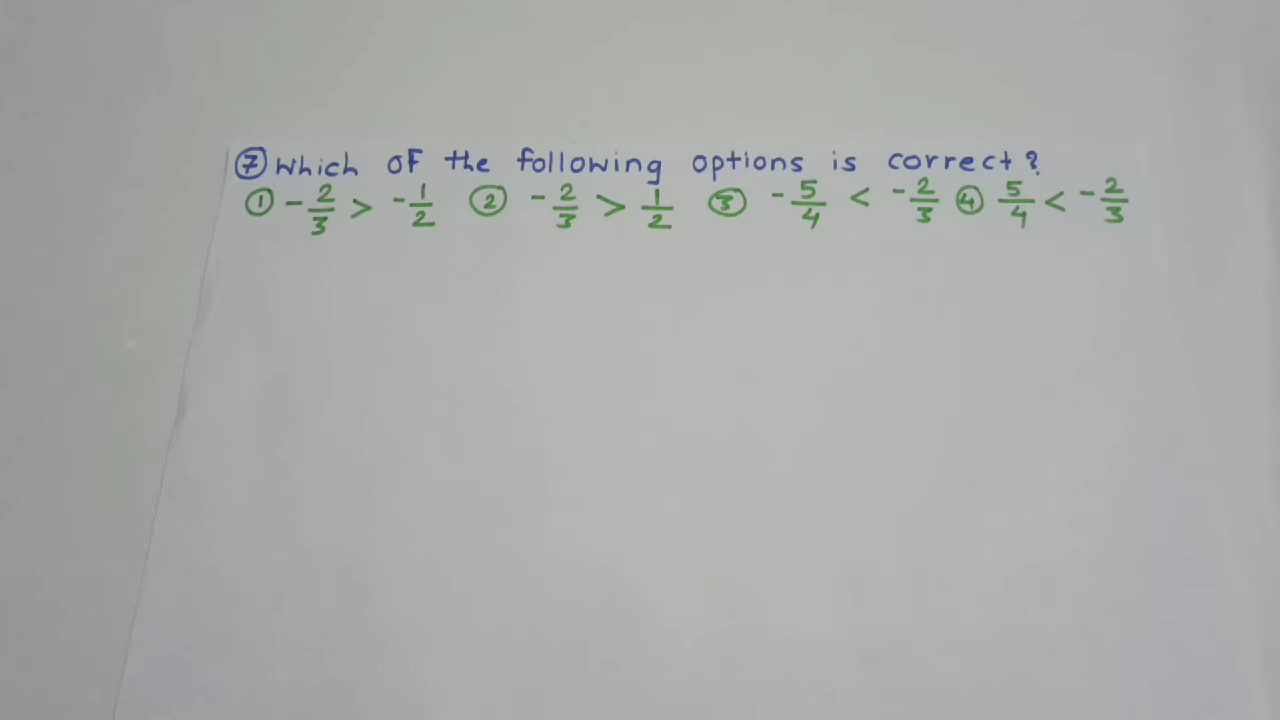 ⑦ Which of the following options is correct?
① -2/3 > -1/2 ② -2/3 > 1/2 ③ -5/4 < -2/3 ④ 5/4 < -2/3